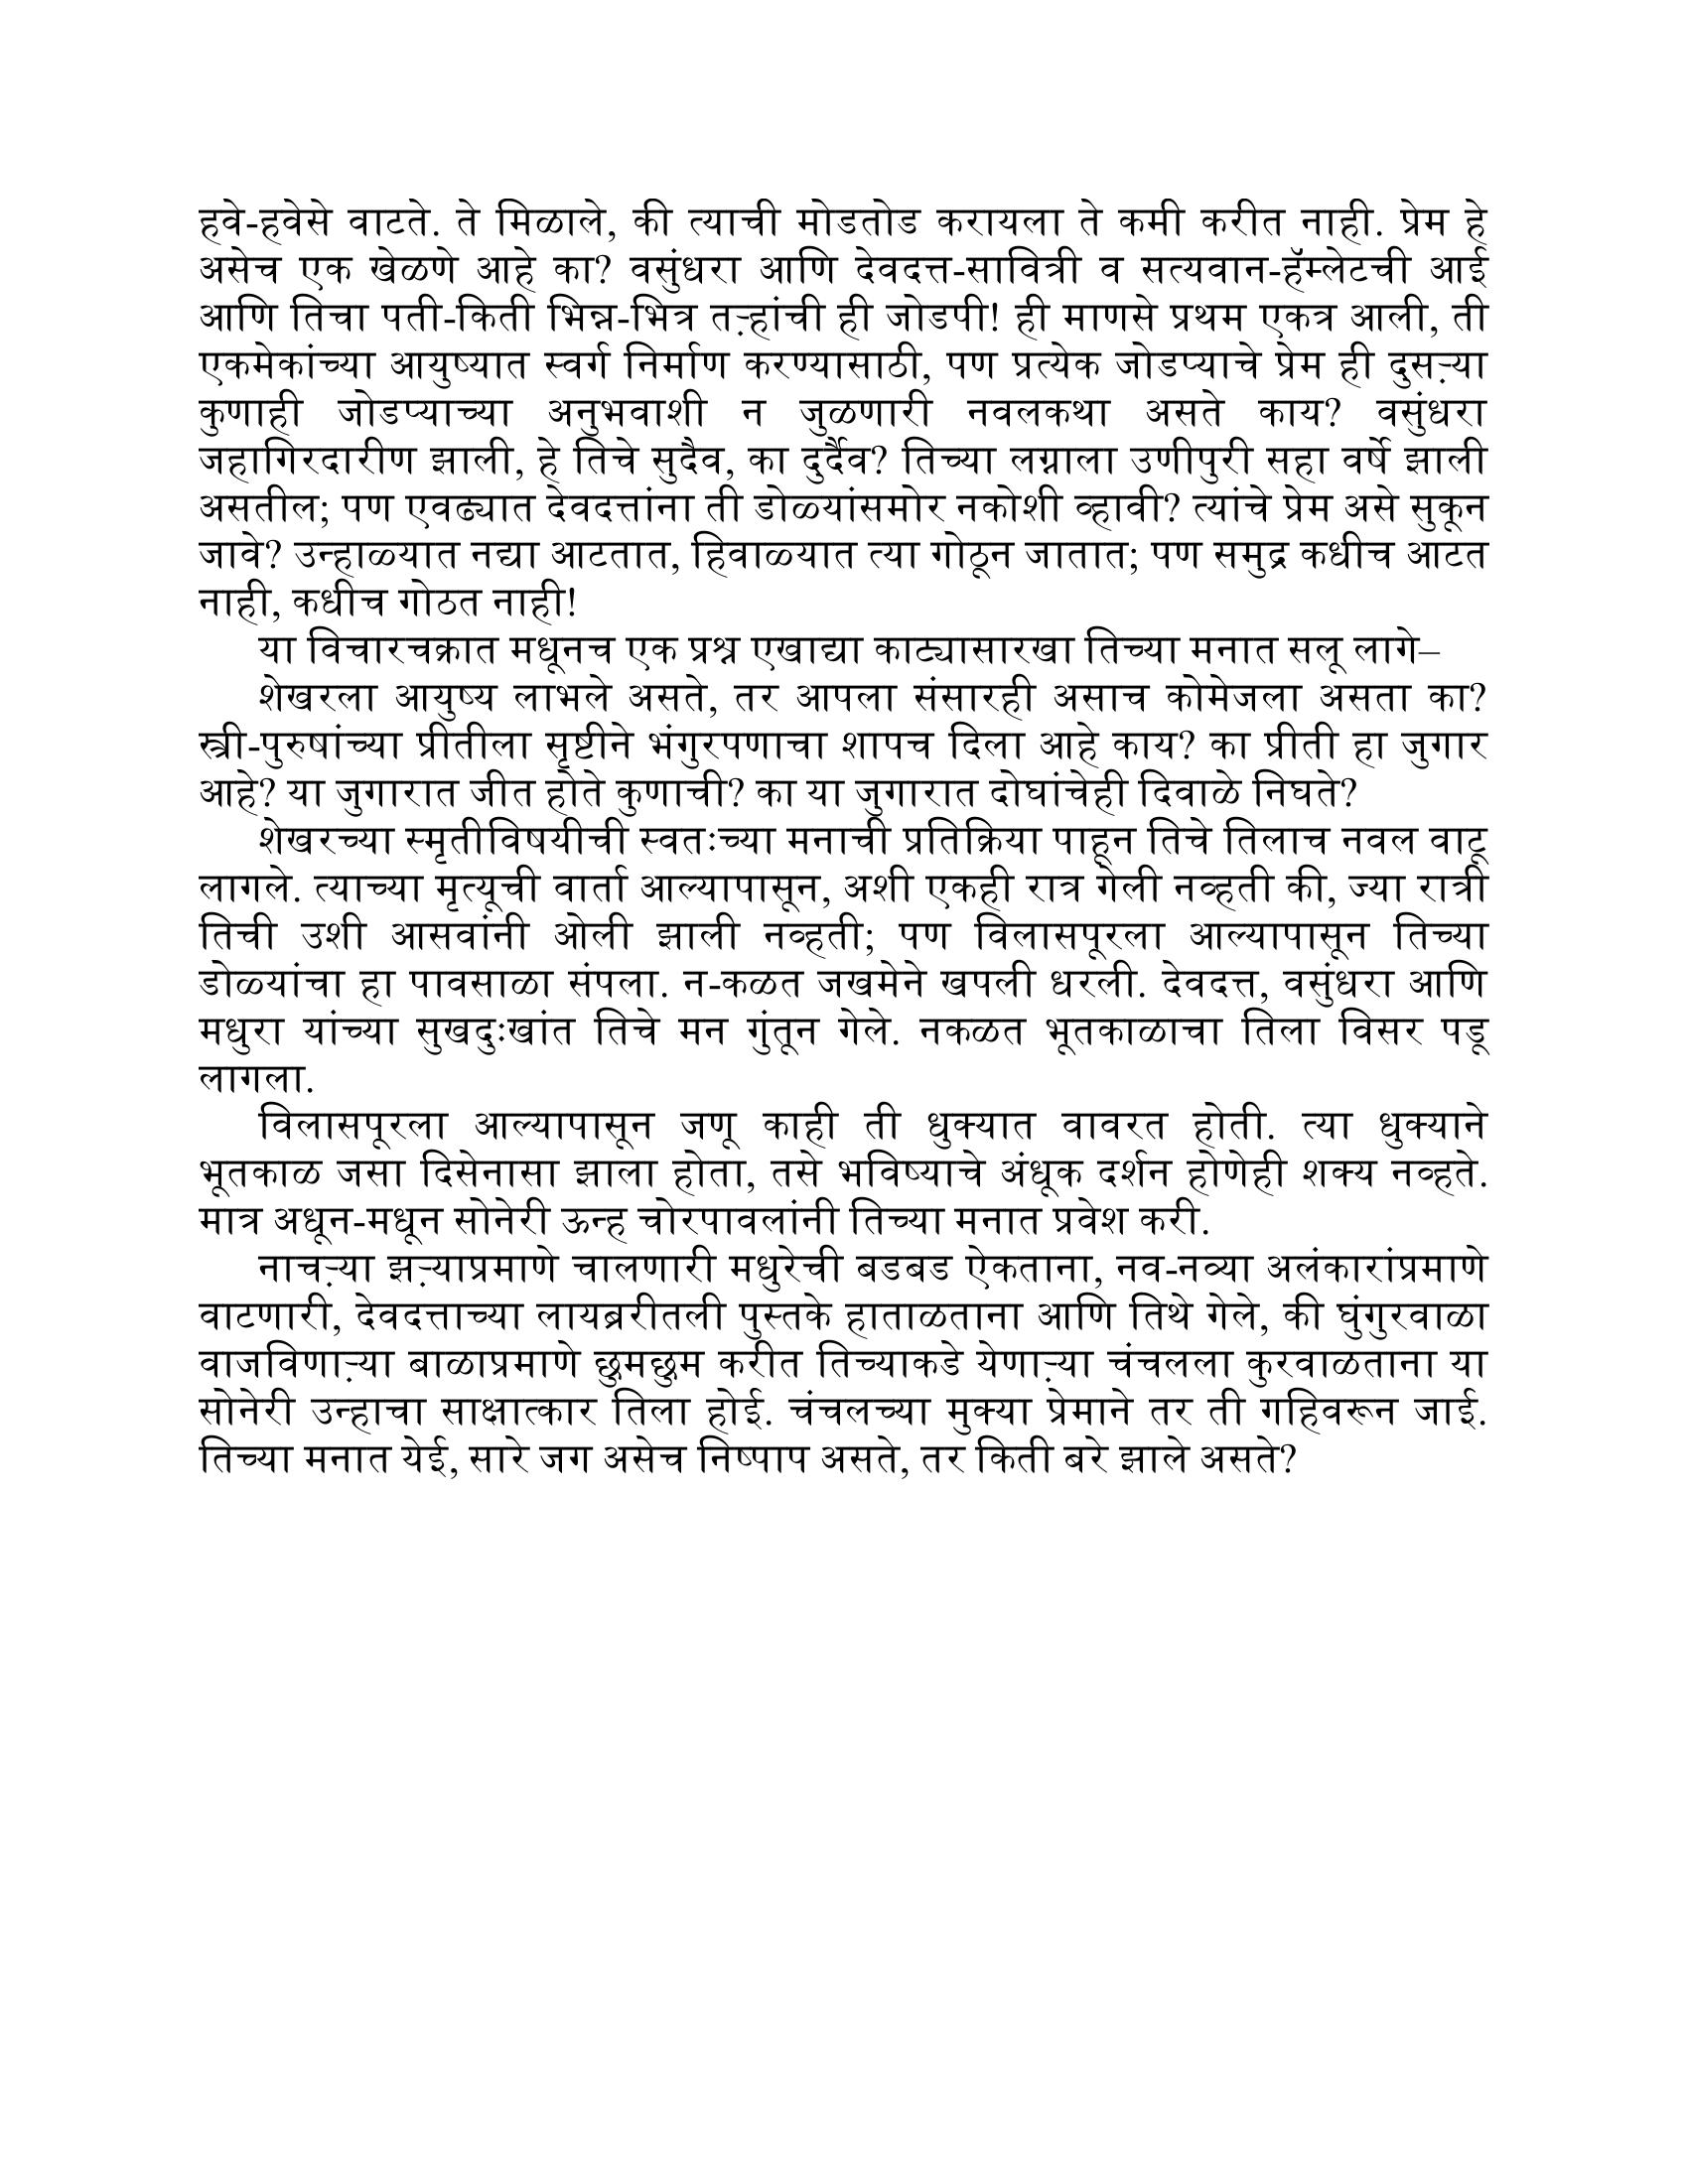 हवे-हवेसे वाटते. ते मिळाले, की त्याची मोडतोड करायला ते कमी करीत नाही. प्रेम हे
असेच एक खेळणे आहे का? वसुंधरा आणि देवदत्त-सावित्री व सत्यवान-हॅम्लेटची आई
आणि तिचा पती-किती भिन्न-भित्र तऱ्हांची ही जोडपी! ही माणसे प्रथम एकत्र आली, ती
एकमेकांच्या आयुष्यात स्वर्ग निर्माण करण्यासाठी, पण प्रत्येक जोडप्याचे प्रेम ही दुसऱ्या
कुणाही जोडप्याच्या अनुभवाशी न जुळणारी नवलकथा असते काय? वसुंधरा
जहागिरदारीण झाली, हे तिचे सुदैव, का दुर्दैव? तिच्या लग्नाला उणीपुरी सहा वर्षे झाली
असतील; पण एवढ्यात देवदत्तांना ती डोळ्यांसमोर नकोशी व्हावी? त्यांचे प्रेम असे सुकून
जावे? उन्हाळ्यात नद्या आटतात, हिवाळ्यात त्या गोठून जातात; पण समुद्र कधीच आटत
नाही, कधीच गोठत नाही!
या विचारचक्रात मधूनच एक प्रश्न एखाद्या काट्यासारखा तिच्या मनात सलू लागे–
शेखरला आयुष्य लाभले असते, तर आपला संसारही असाच कोमेजला असता का?
स्त्री-पुरुषांच्या प्रीतीला सृष्टीने भंगुरपणाचा शापच दिला आहे काय? का प्रीती हा जुगार
आहे? या जुगारात जीत होते कुणाची? का या जुगारात दोघांचेही दिवाळे निघते?
शेखरच्या स्मृतीविषयीची स्वतःच्या मनाची प्रतिक्रिया पाहून तिचे तिलाच नवल वाटू
लागले. त्याच्या मृत्यूची वार्ता आल्यापासून, अशी एकही रात्र गेली नव्हती की, ज्या रात्री
तिची उशी आसवांनी ओली झाली नव्हती; पण विलासपूरला आल्यापासून तिच्या
डोळ्यांचा हा पावसाळा संपला. न-कळत जखमेने खपली धरली. देवदत्त, वसुंधरा आणि
मधुरा यांच्या सुखदुःखांत तिचे मन गुंतून गेले. नकळत भूतकाळाचा तिला विसर पडू
लागला.
विलासपूरला आल्यापासून जणू काही ती धुक्यात वावरत होती. त्या धुक्याने
भूतकाळ जसा दिसेनासा झाला होता, तसे भविष्याचे अंधूक दर्शन होणेही शक्य नव्हते.
मात्र अधून-मधून सोनेरी ऊन्ह चोरपावलांनी तिच्या मनात प्रवेश करी.
नाचऱ्या झऱ्याप्रमाणे चालणारी मधुरेची बडबड ऐकताना, नव-नव्या अलंकारांप्रमाणे
वाटणारी, देवदत्ताच्या लायब्ररीतली पुस्तके हाताळताना आणि तिथे गेले, की घुंगुरवाळा
वाजविणाऱ्या बाळाप्रमाणे छुमछुम करीत तिच्याकडे येणाऱ्या चंचलला कुरवाळताना या
सोनेरी उन्हाचा साक्षात्कार तिला होई. चंचलच्या मुक्या प्रेमाने तर ती गहिवरून जाई.
तिच्या मनात येई, सारे जग असेच निष्पाप असते, तर किती बरे झाले असते?